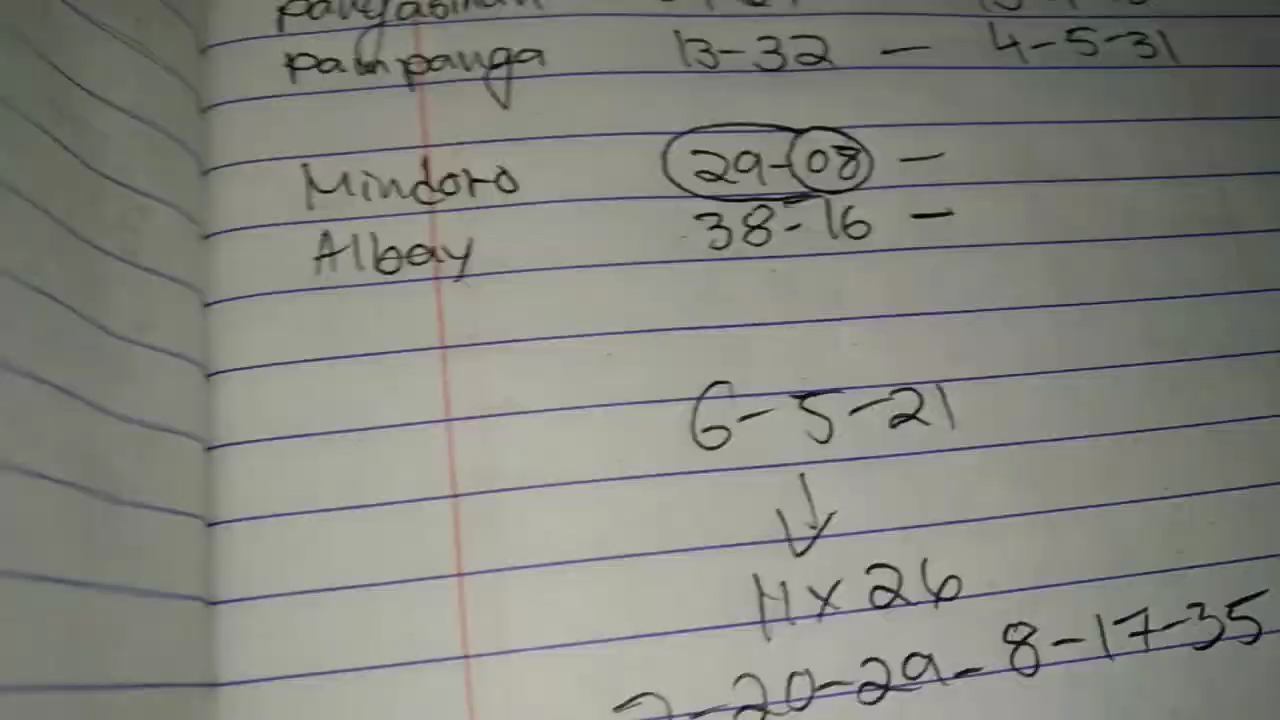 pangasinan
pampanga 13-32 - 4-5-31
Mindoro 29-08 -
Albay 38-16 -
6-5-21
↓
11x26
20-29-8-17-35